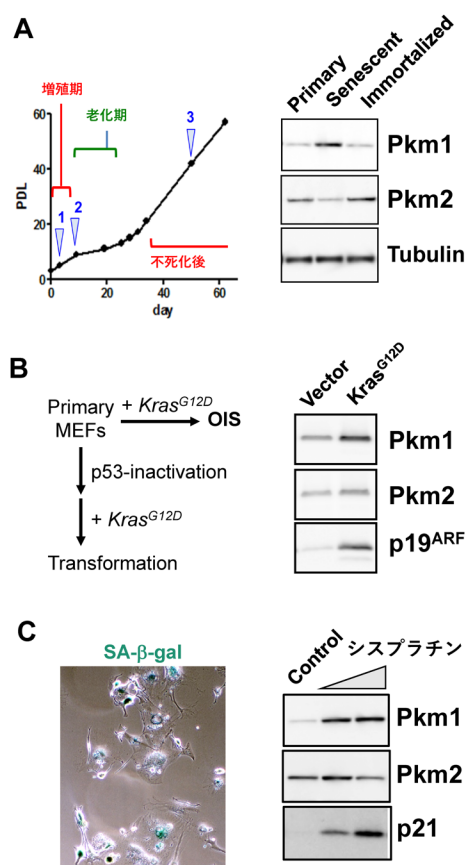 A
増殖期
老化期
60
40
20
0
PDL
1
2
3
不死化後
0
20
40
60
day
Primary
Senescent
Immortalized
Pkm1
Pkm2
Tubulin
B
Primary
MEFs
+ KrasG12D
OIS
p53-inactivation
+ KrasG12D
Transformation
Vector
KrasG12D
Pkm1
Pkm2
p19ARF
C
SA-β-gal
Control
シスプラチン
Pkm1
Pkm2
p21